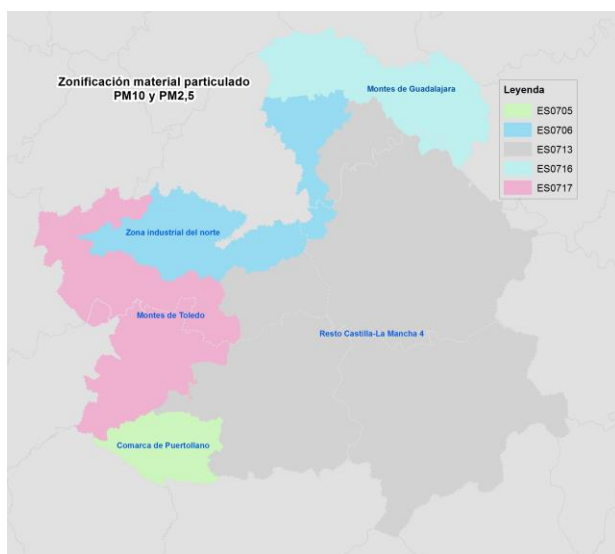 Zonificación material particulado
PM10 y PM2,5
Montes de Guadalajara
Leyenda
ES0705
ES0706
ES0713
ES0716
ES0717
Zona industrial del norte
Montes de Toledo
Resto Castilla-La Mancha 4
Comarca de Puertollano